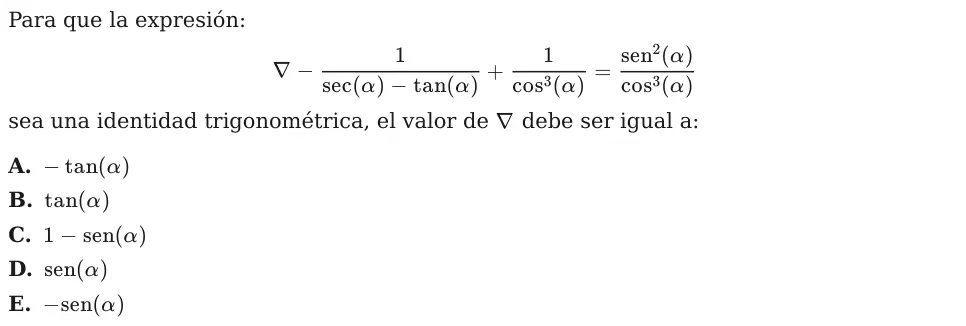 Para que la expresión:
∇ − 1/(sec(α) − tan(α)) + 1/cos³(α) = sen²(α)/cos³(α)
sea una identidad trigonométrica, el valor de ∇ debe ser igual a:
A. − tan(α)
B. tan(α)
C. 1 − sen(α)
D. sen(α)
E. −sen(α)